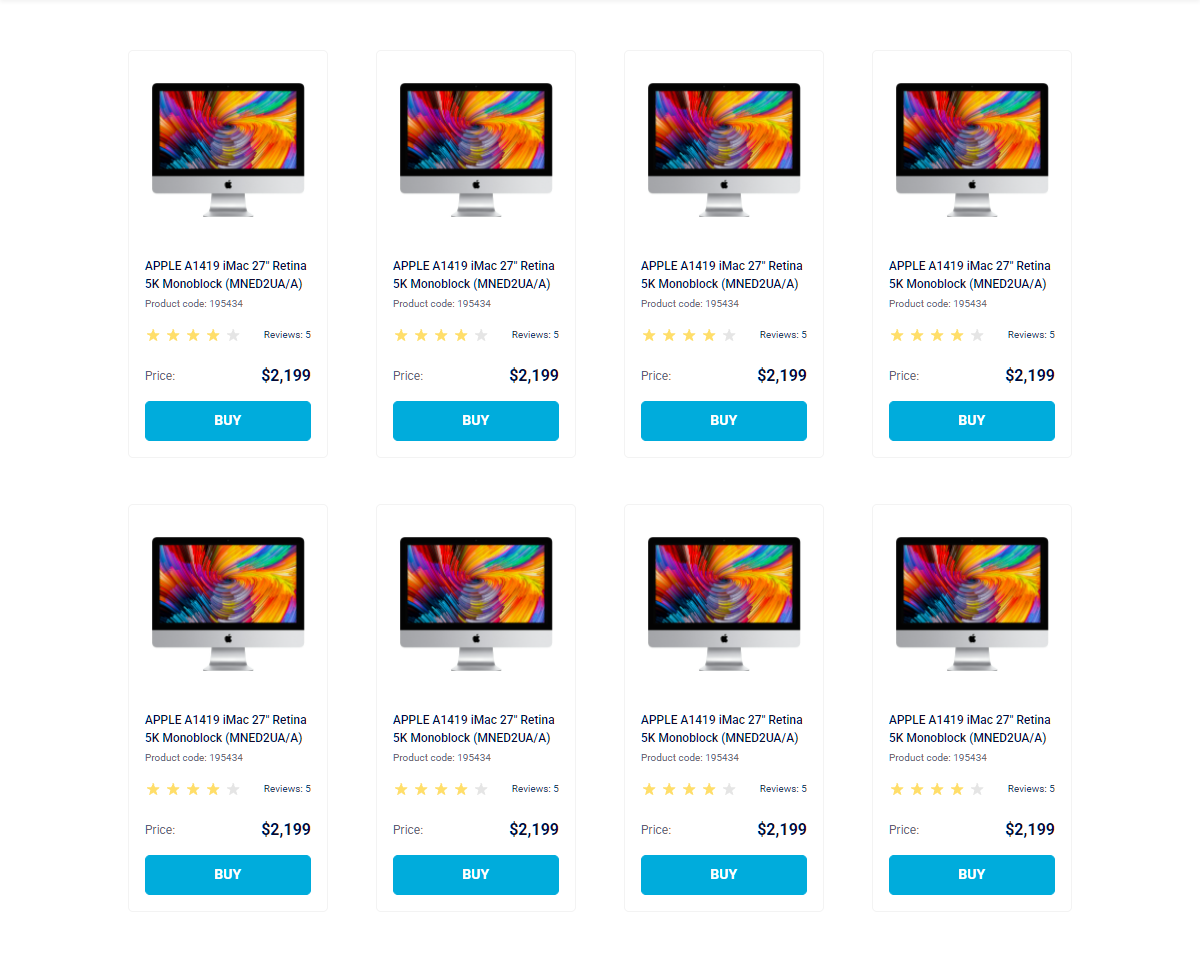 APPLE A1419 iMac 27" Retina
5K Monoblock (MNED2UA/A)
Product code: 195434
Reviews: 5
Price: $2,199
BUY
APPLE A1419 iMac 27" Retina
5K Monoblock (MNED2UA/A)
Product code: 195434
Reviews: 5
Price: $2,199
BUY
APPLE A1419 iMac 27" Retina
5K Monoblock (MNED2UA/A)
Product code: 195434
Reviews: 5
Price: $2,199
BUY
APPLE A1419 iMac 27" Retina
5K Monoblock (MNED2UA/A)
Product code: 195434
Reviews: 5
Price: $2,199
BUY
APPLE A1419 iMac 27" Retina
5K Monoblock (MNED2UA/A)
Product code: 195434
Reviews: 5
Price: $2,199
BUY
APPLE A1419 iMac 27" Retina
5K Monoblock (MNED2UA/A)
Product code: 195434
Reviews: 5
Price: $2,199
BUY
APPLE A1419 iMac 27" Retina
5K Monoblock (MNED2UA/A)
Product code: 195434
Reviews: 5
Price: $2,199
BUY
APPLE A1419 iMac 27" Retina
5K Monoblock (MNED2UA/A)
Product code: 195434
Reviews: 5
Price: $2,199
BUY